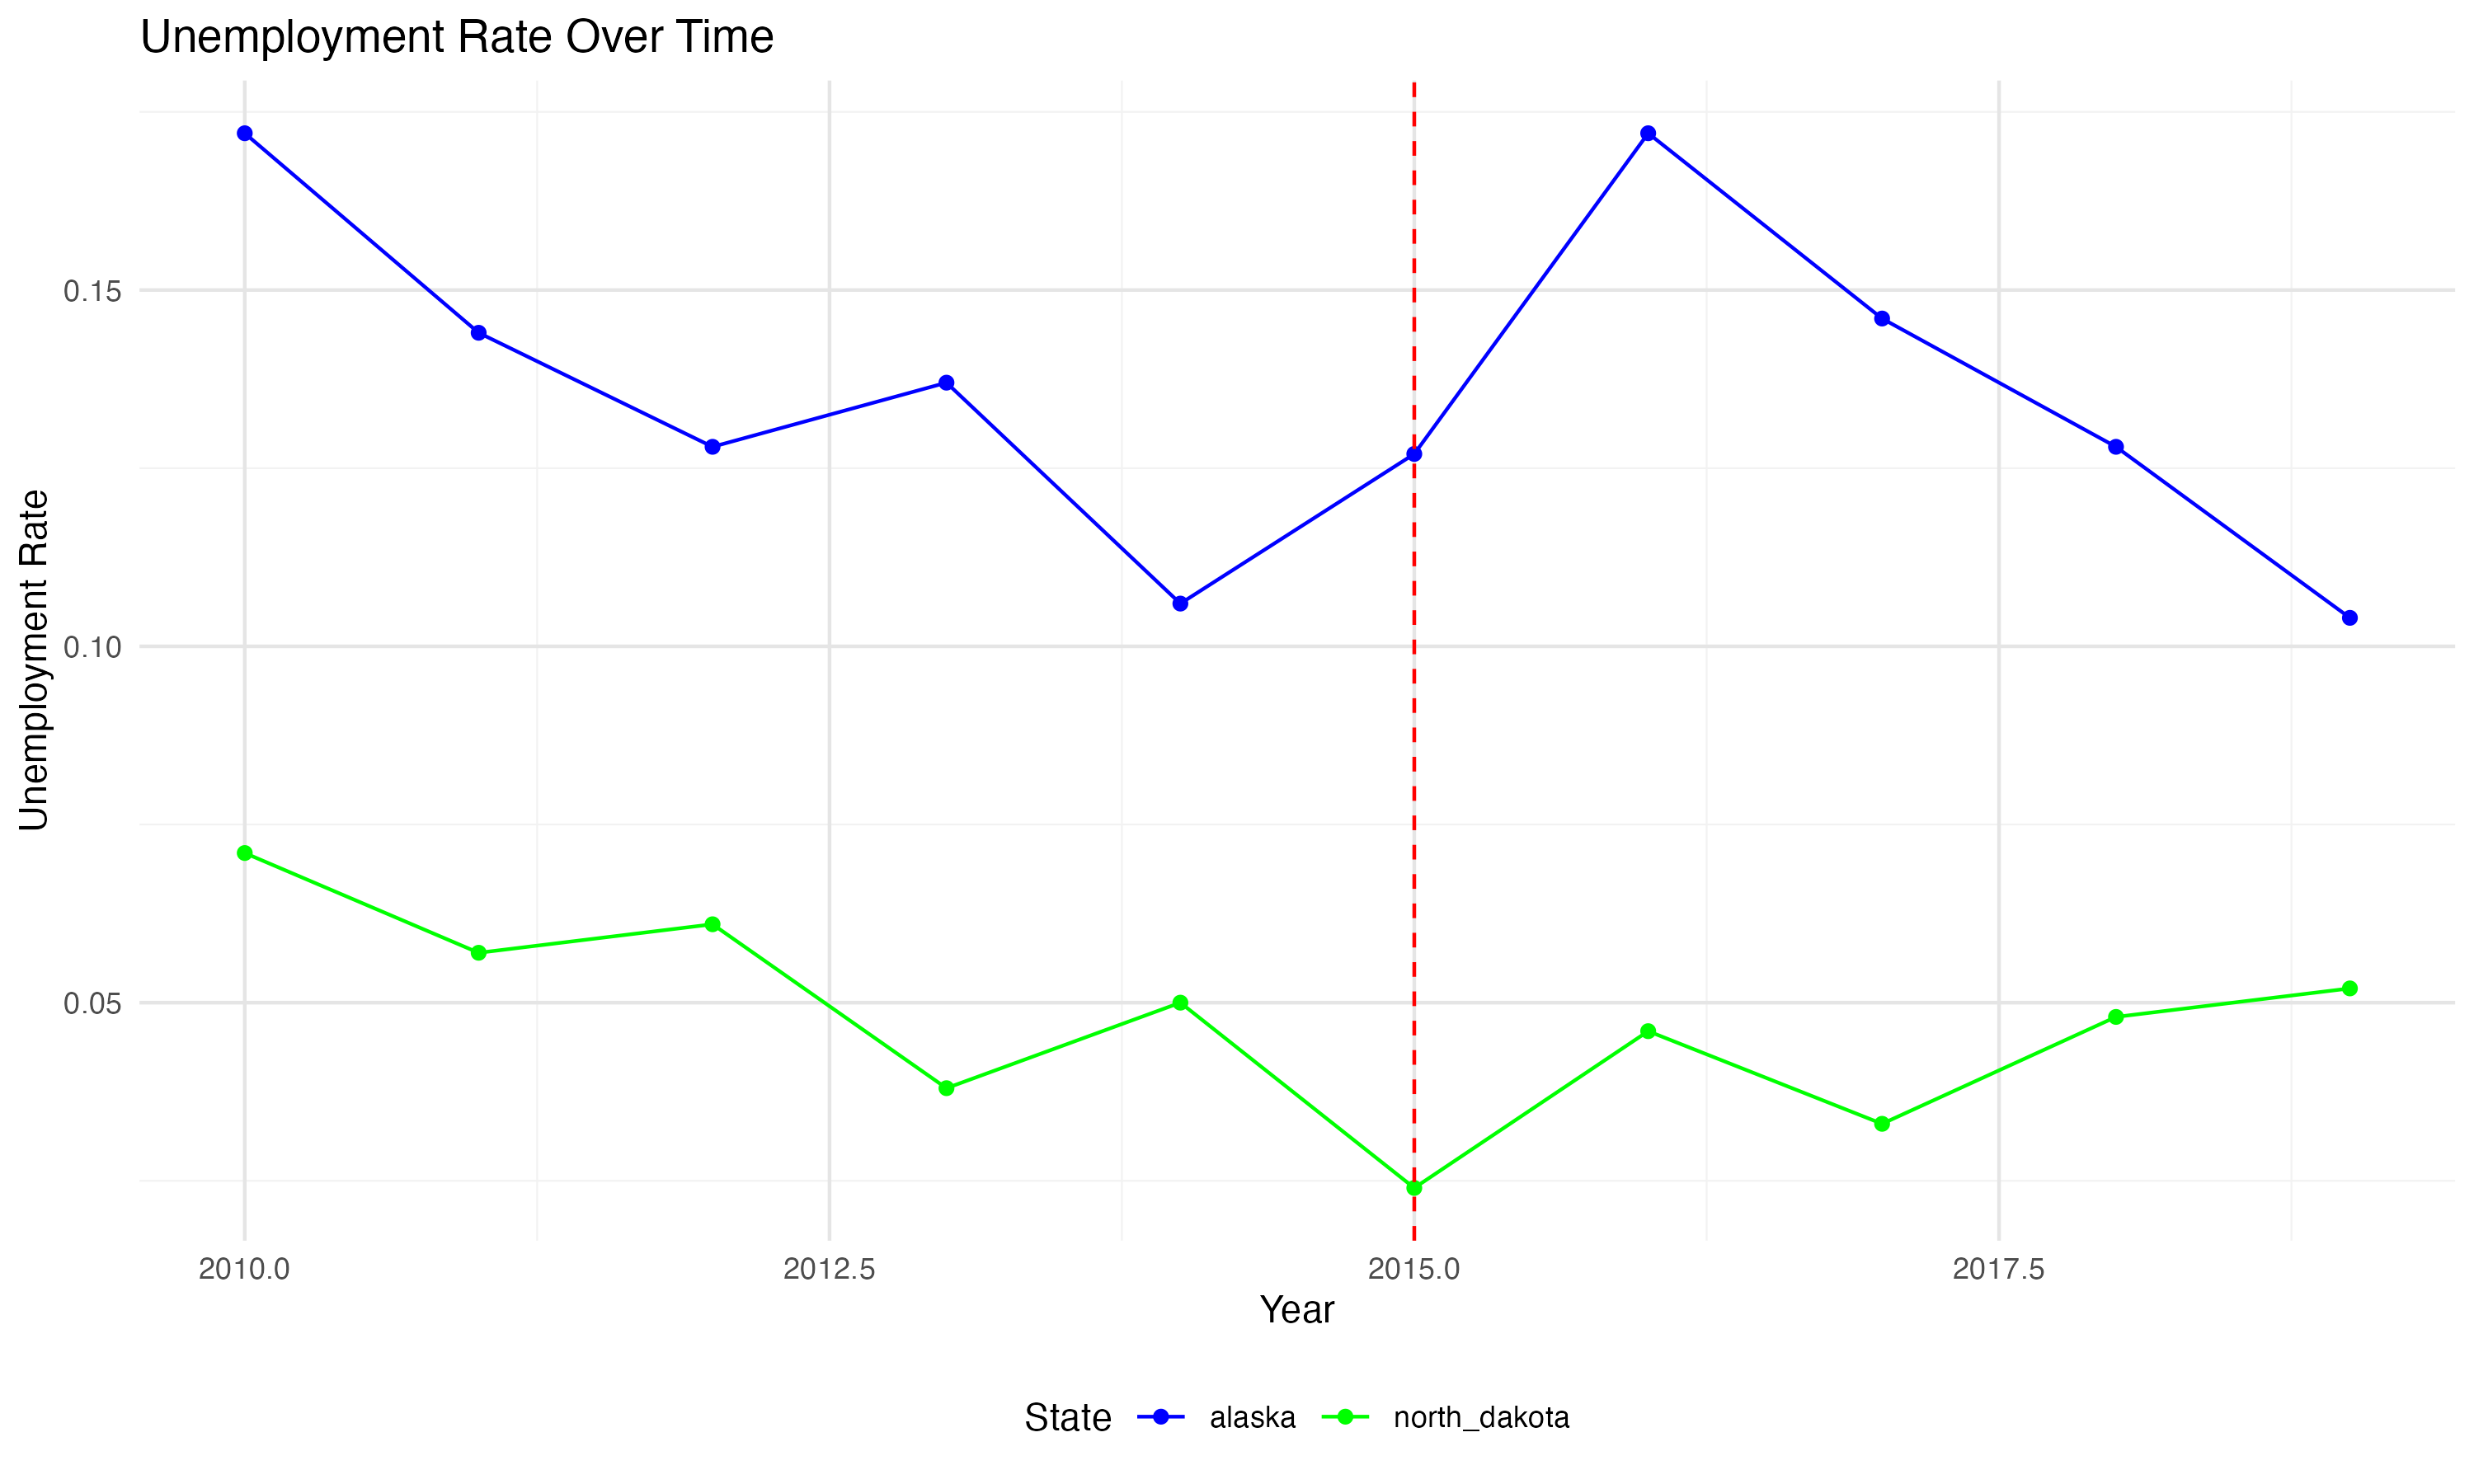 Unemployment Rate Over Time
Unemployment Rate
0.15
0.10
0.05
2010.0 2012.5 2015.0 2017.5
Year
State alaska north_dakota